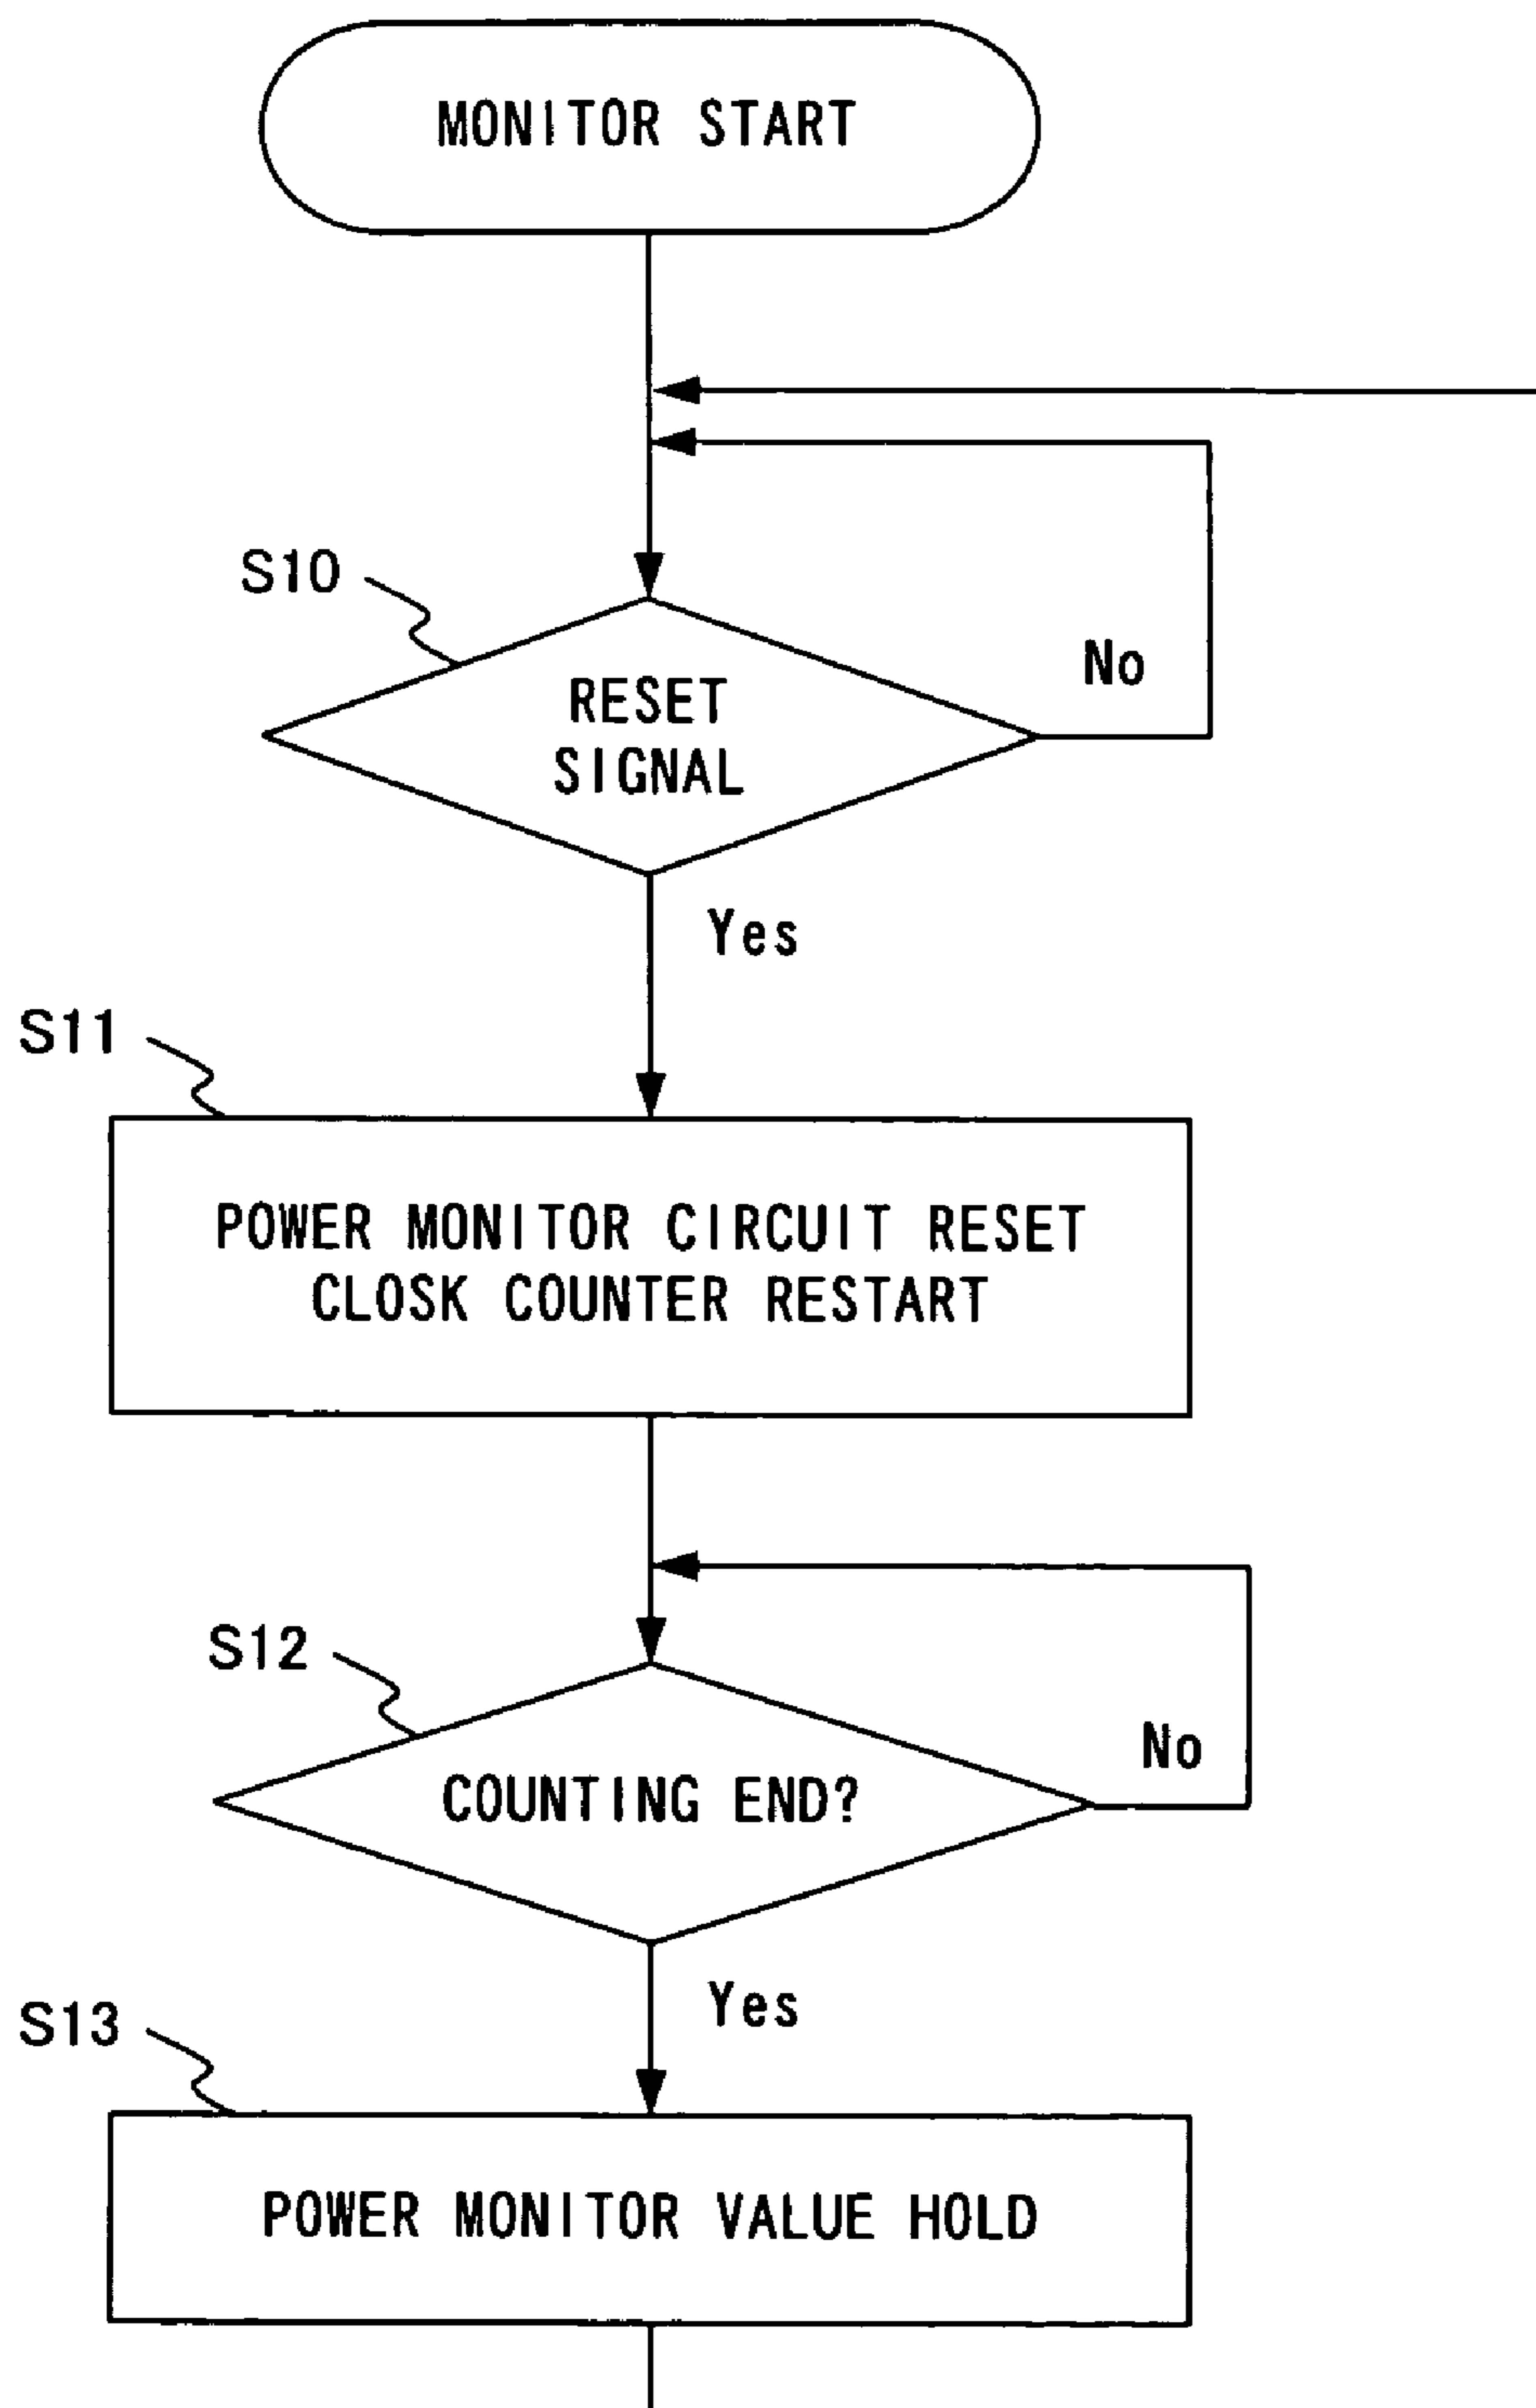 MONITOR START
S10
No
RESET
SIGNAL
Yes
S11
POWER MONITOR CIRCUIT RESET
CLOSK COUNTER RESTART
S12
No
COUNTING END?
Yes
S13
POWER MONITOR VALUE HOLD